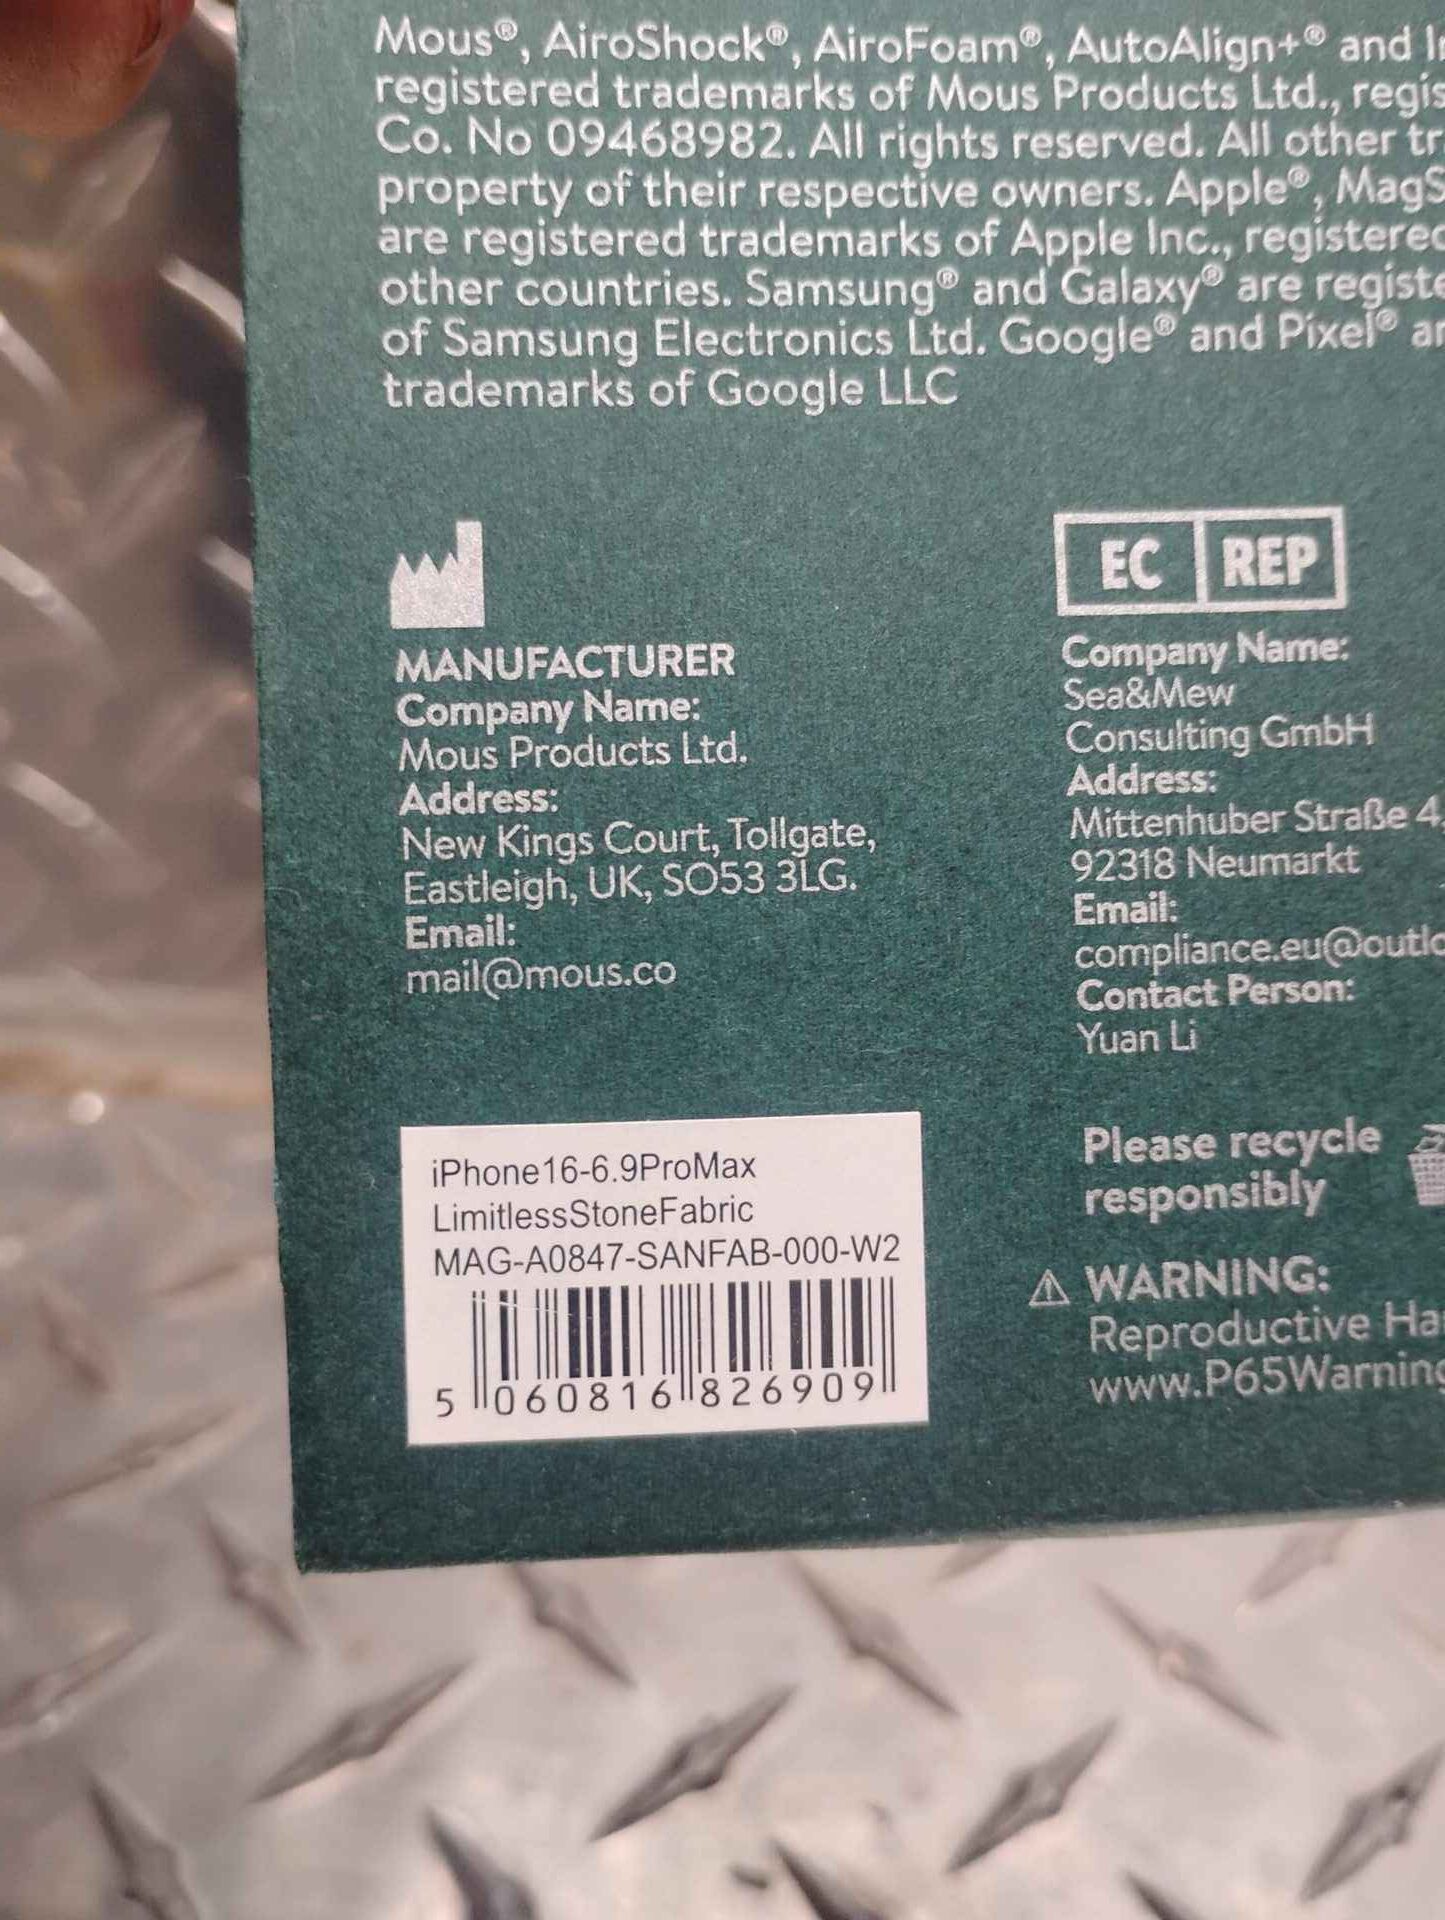 Mous®, AiroShock®, AiroFoam®, AutoAlign+® and
registered trademarks of Mous Products Ltd.,
Co. No 09468982. All rights reserved. All other
property of their respective owners. Apple®,
are registered trademarks of Apple Inc.,
other countries. Samsung® and Galaxy® are
of Samsung Electronics Ltd. Google® and Pixel®
trademarks of Google LLC
MANUFACTURER
Company Name:
Mous Products Ltd.
Address:
New Kings Court, Tollgate,
Eastleigh, UK, SO53 3LG.
Email:
mail@mous.co
EC REP
Company Name:
Sea&Mew
Consulting GmbH
Address:
Mittenhuber Straße 4,
92318 Neumarkt
Email:
Contact Person:
Yuan Li
Please recycle
responsibly
WARNING:
Reproductive
iPhone16-6.9ProMax
LimitlessStoneFabric
MAG-A0847-SANFAB-000-W2
5 060816 826909